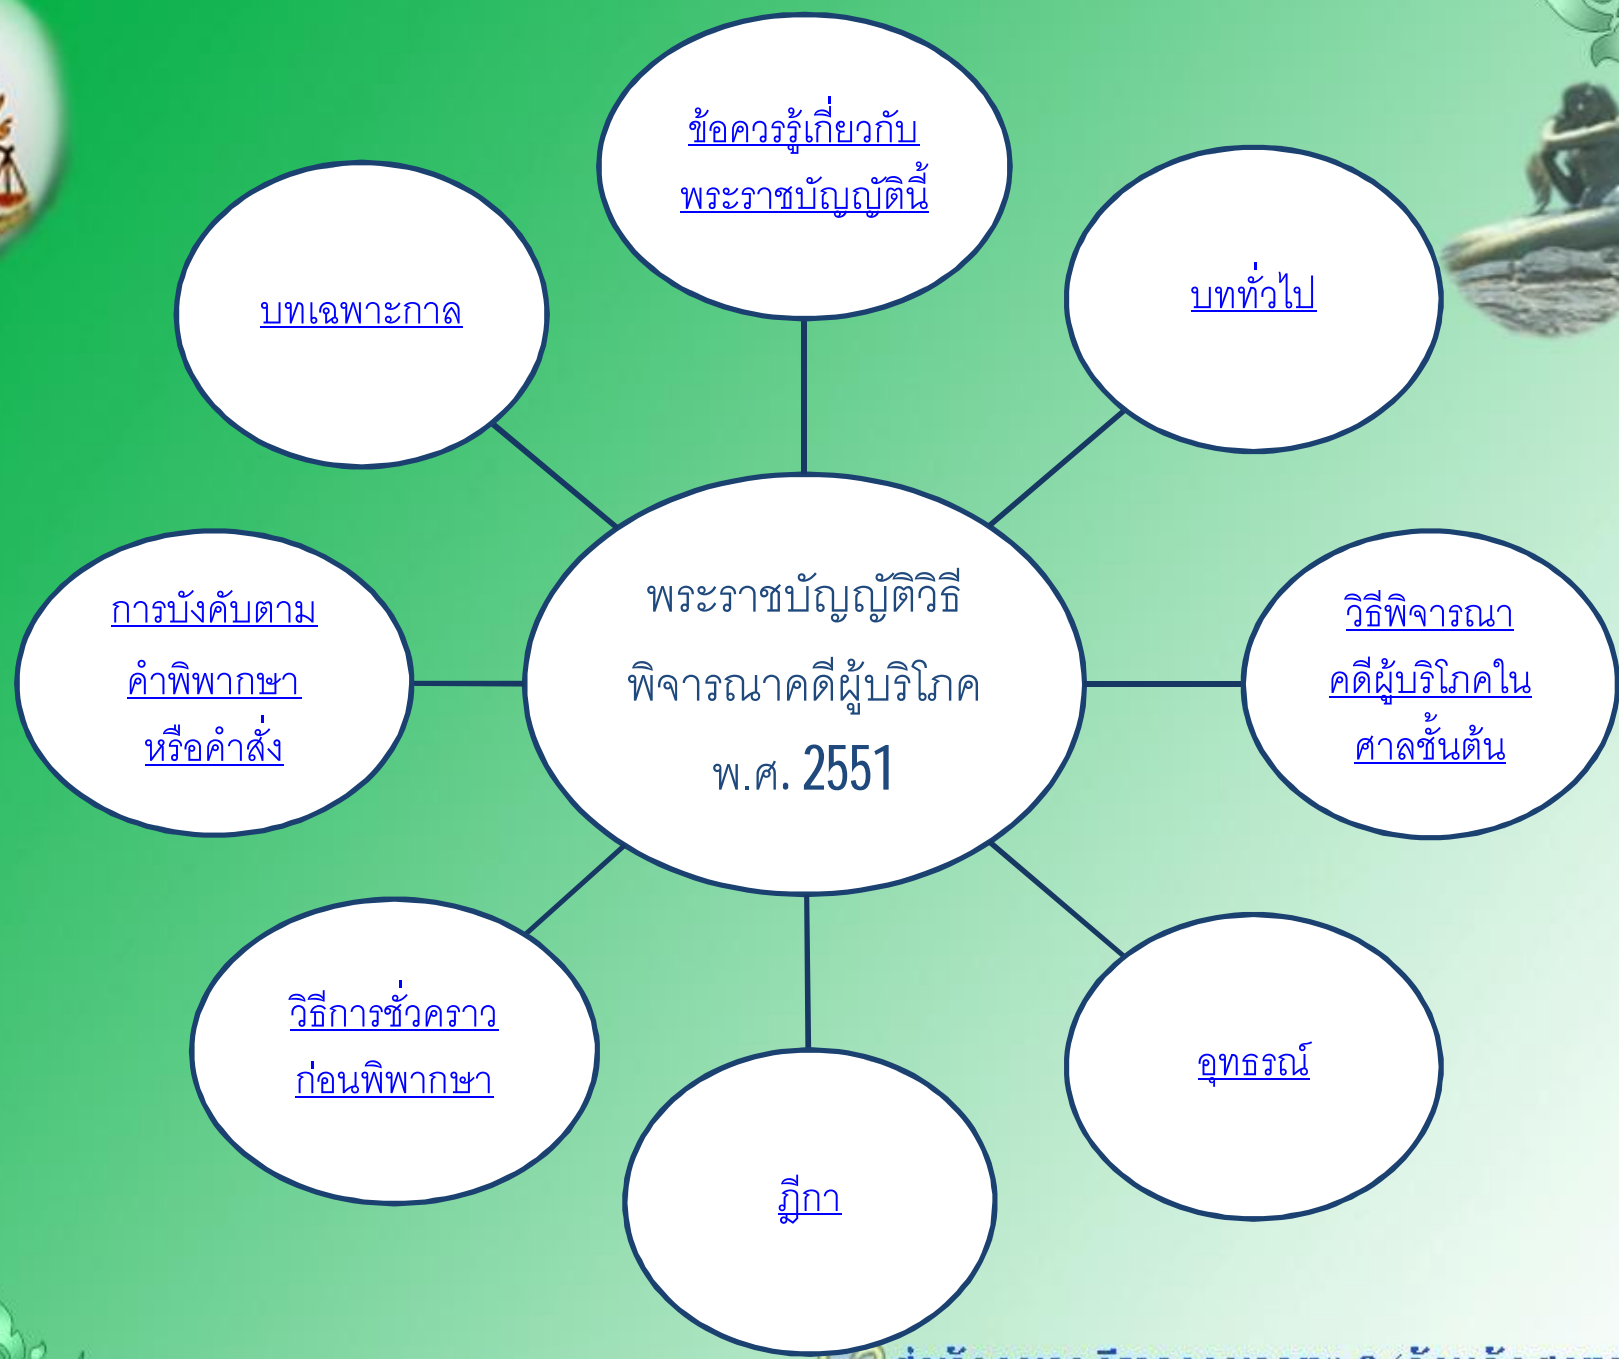 ข้อควรรู้เกี่ยวกับ
พระราชบัญญัตินี้
บททั่วไป
วิธีพิจารณา
คดีผู้บริโภคใน
ศาลชั้นต้น
อุทธรณ์
ฎีกา
วิธีการชั่วคราว
ก่อนพิพากษา
การบังคับตาม
คำพิพากษา
หรือคำสั่ง
บทเฉพาะกาล
พระราชบัญญัติวิธี
พิจารณาคดีผู้บริโภค
พ.ศ. 2551